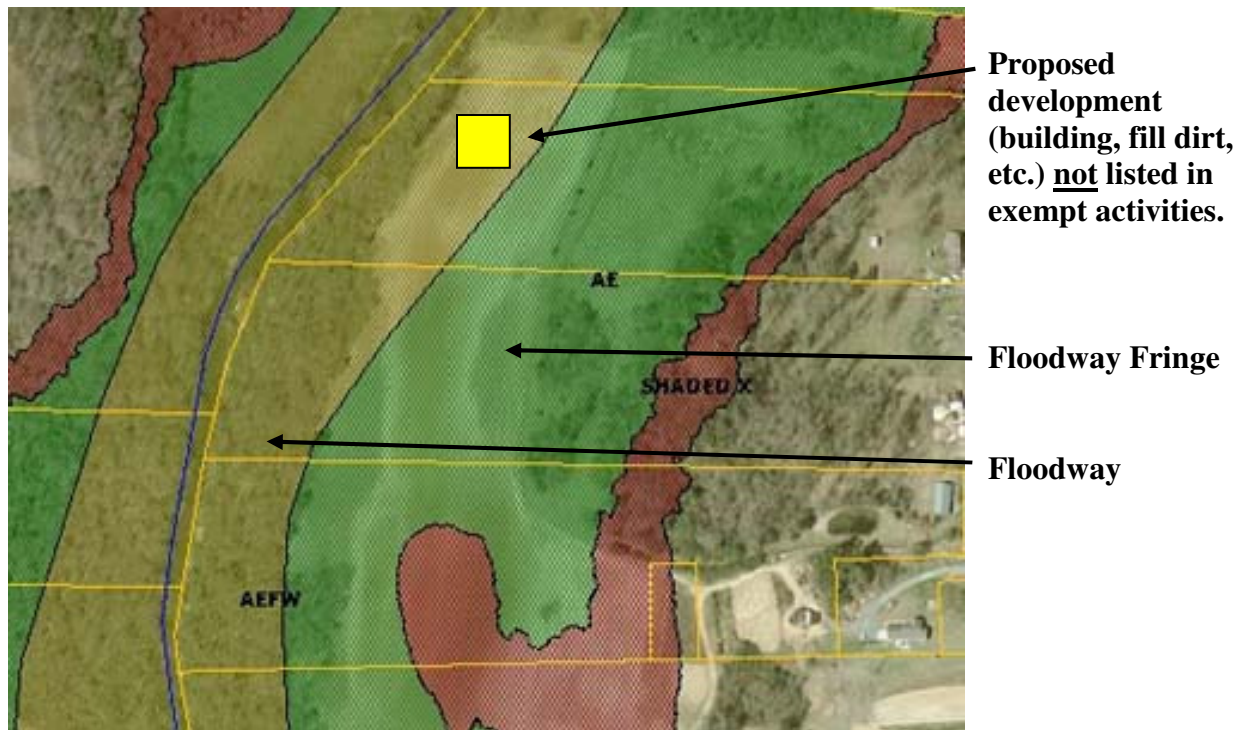 Proposed
development
(building, fill dirt,
etc.) not listed in
exempt activities.
AE
Floodway Fringe
SHADED X
Floodway
AEFW